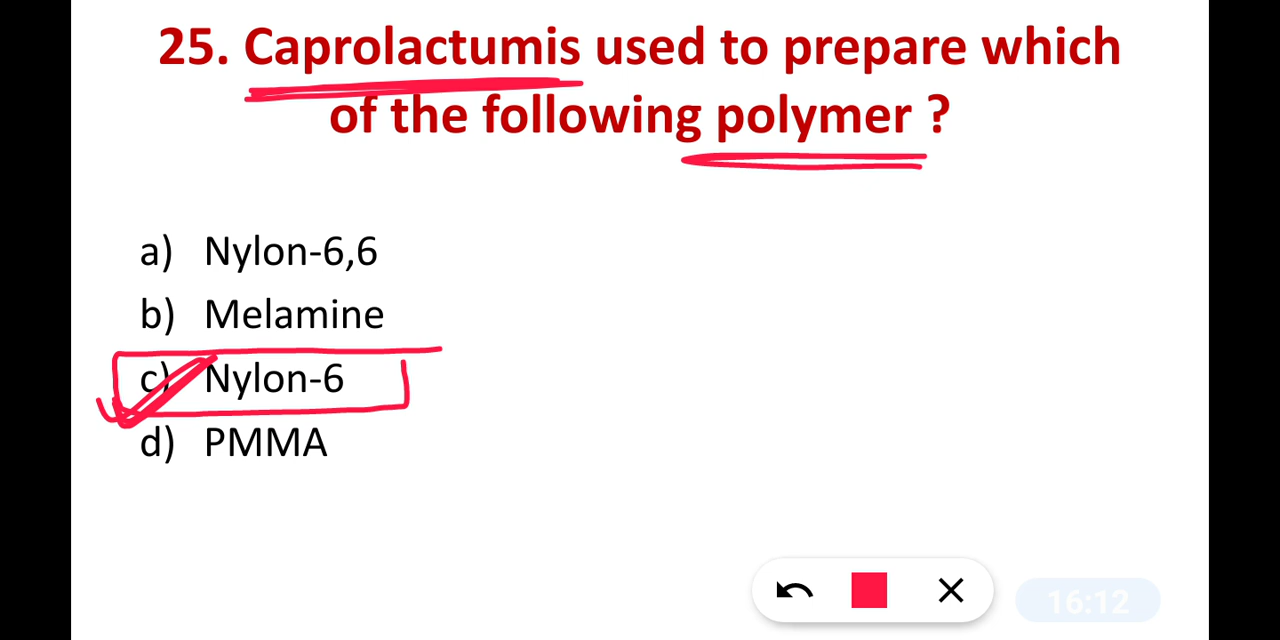 25. Caprolactumis used to prepare which
of the following polymer ?
a) Nylon-6,6
b) Melamine
c) Nylon-6
d) PMMA
16:12